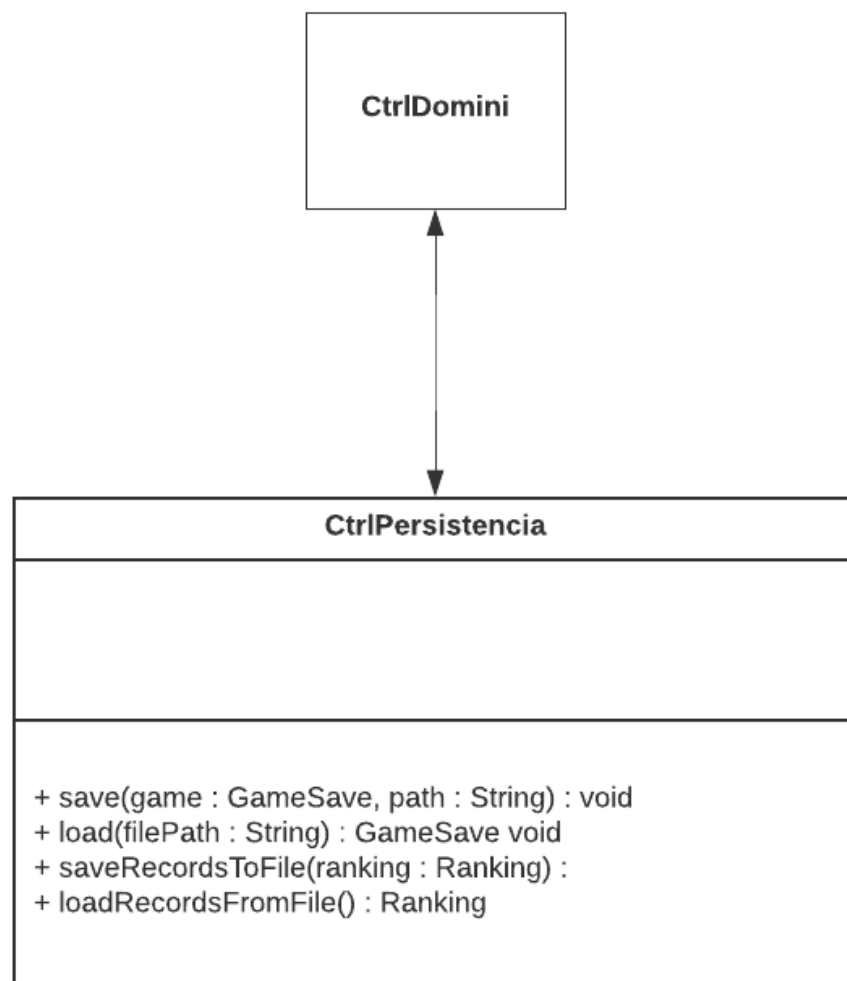 CtrlDomini
CtrlPersistencia
+ save(game : GameSave, path : String) : void
+ load(filePath : String) : GameSave void
+ saveRecordsToFile(ranking : Ranking) :
+ loadRecordsFromFile() : Ranking